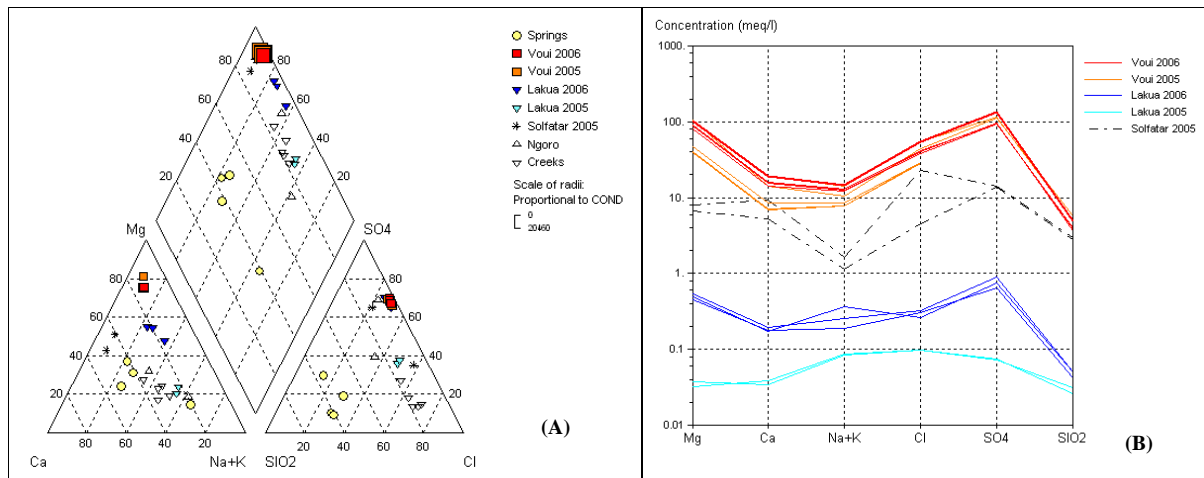 80
80
60
60
40
40
20
20
Mg
SO4
80
80
60
60
40
40
20
20
80 60 40 20
20 40 60 80
Ca
Na+K
SIO2
Cl
(A)
Springs
Voui 2006
Voui 2005
Lakua 2006
Lakua 2005
Solfatar 2005
Ngoro
Creeks
Scale of radii:
Proportional to COND
0
20460
Concentration (meq/l)
1000.
100.
10.
1.
0.1
0.01
Mg Ca Na+K Cl SO4 SIO2
Voui 2006
Voui 2005
Lakua 2006
Lakua 2005
Solfatar 2005
(B)